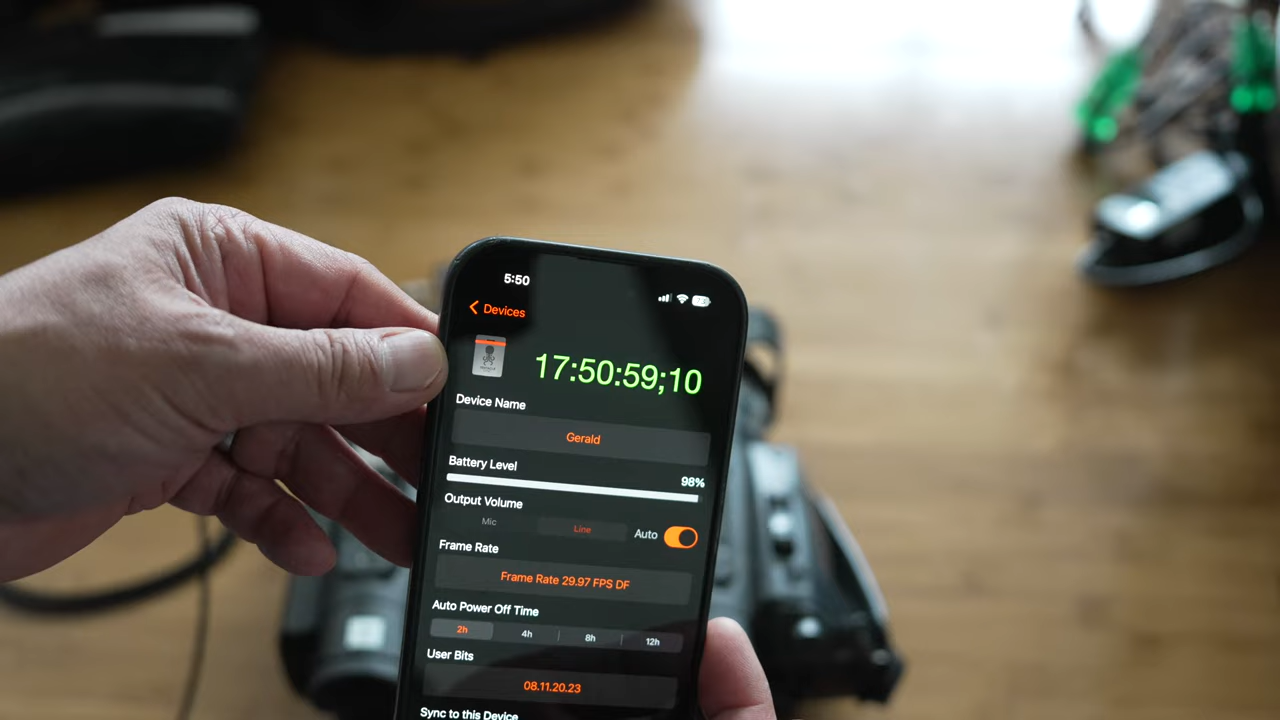 5:50
Devices
17:50:59;10
Device Name
Gerald
Battery Level
98%
Output Volume
Mic
Line
Auto
Frame Rate
Frame Rate 29.97 FPS DF
Auto Power Off Time
2h 4h 8h 12h
User Bits
08.11.20.23
Sync to this Device